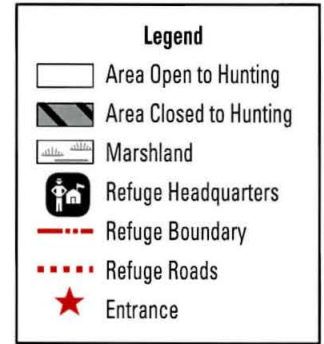 Legend
Area Open to Hunting
Area Closed to Hunting
Marshland
Refuge Headquarters
Refuge Boundary
Refuge Roads
Entrance